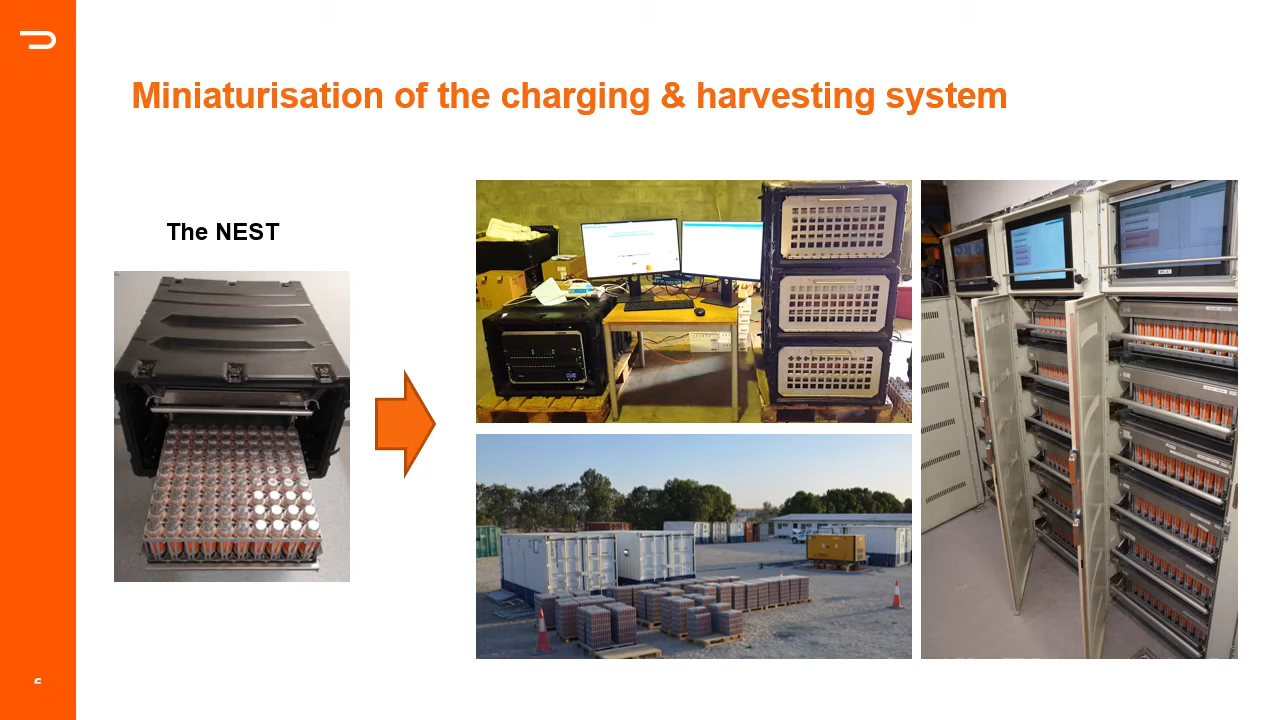 Miniaturisation of the charging & harvesting system
The NEST